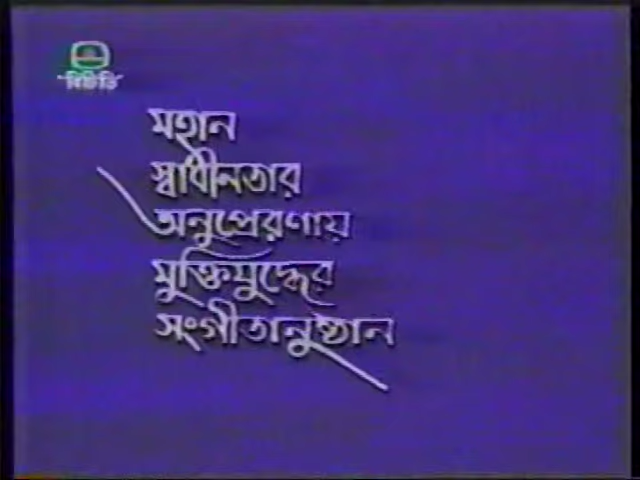 বিটিভি
মহান
স্বাধীনতার
অনুপ্রেরণায়
মুক্তিযুদ্ধের
সংগীতানুষ্ঠান